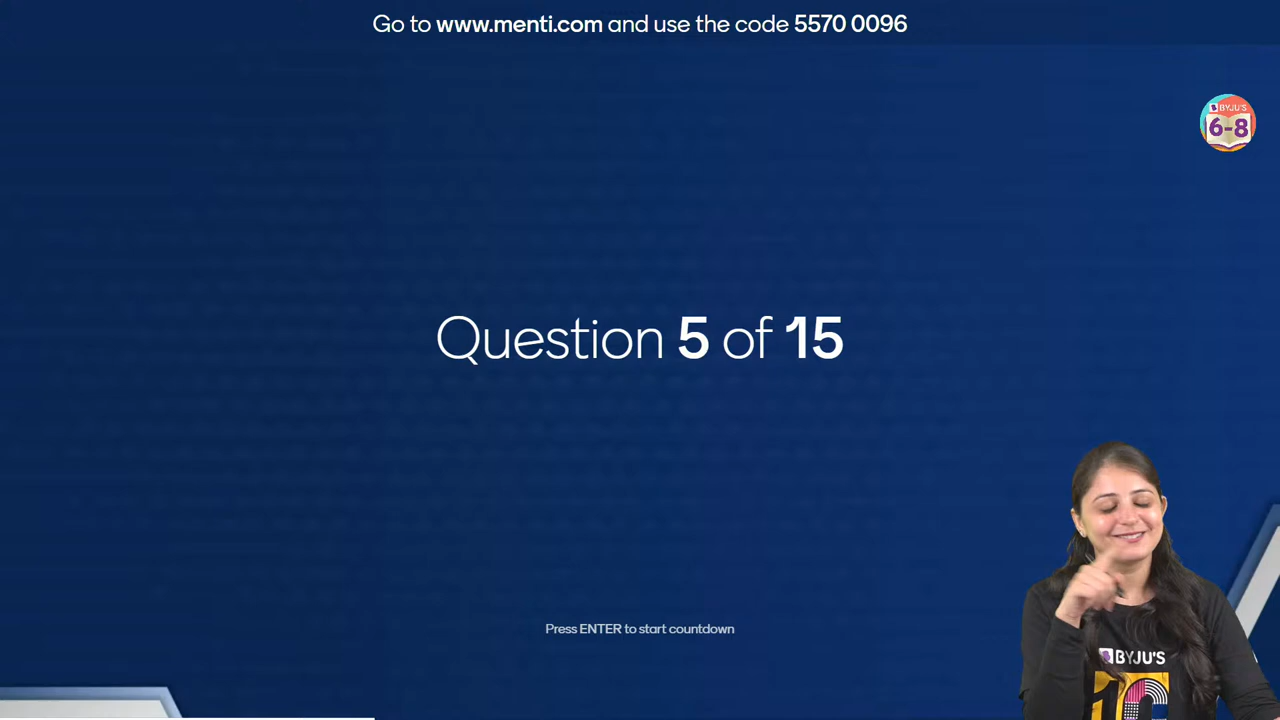 Go to www.menti.com and use the code 5570 0096
BYJU'S
6-8
Question 5 of 15
Press ENTER to start countdown
BYJU'S